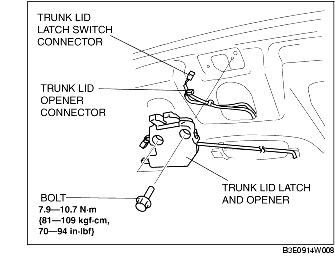 TRUNK LID
LATCH SWITCH
CONNECTOR
TRUNK LID
OPENER
CONNECTOR
BOLT
7.9—10.7 N·m
{81—109 kgf-cm,
70—94 in-lbf}
TRUNK LID LATCH
AND OPENER
B3E0914W008